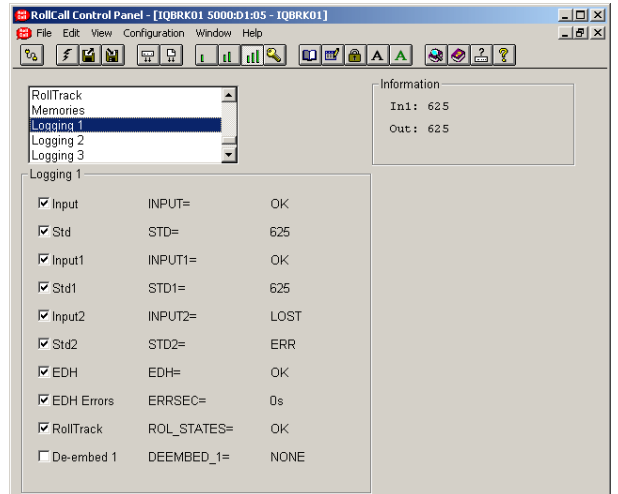 RollCall Control Panel - [IQBRK01 5000:D1:05 - IQBRK01]
File Edit View Configuration Window Help
A A
RollTrack
Memories
Logging 1
Logging 2
Logging 3
Information
In1: 625
Out: 625
Logging 1
Input INPUT= OK
Std STD= 625
Input1 INPUT1= OK
Std1 STD1= 625
Input2 INPUT2= LOST
Std2 STD2= ERR
EDH EDH= OK
EDH Errors ERRSEC= 0s
RollTrack ROL_STATES= OK
De-embed 1 DEEMBED_1= NONE